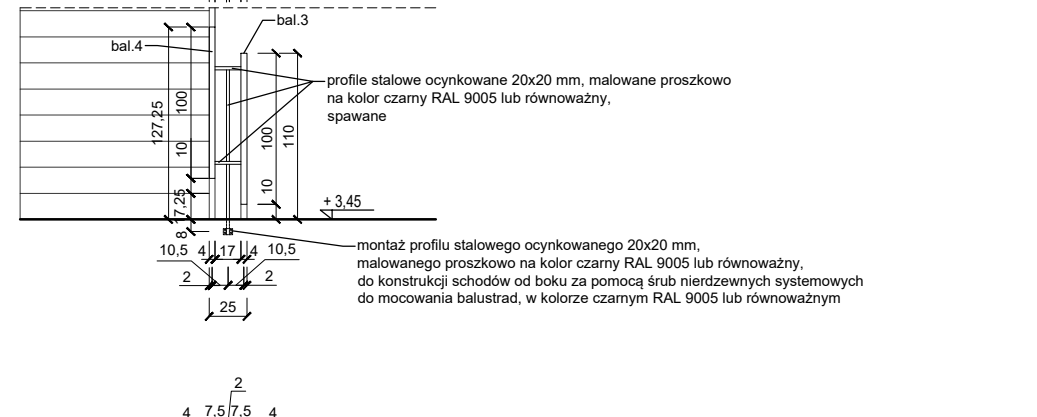 bal.3
bal.4
profile stalowe ocynkowane 20x20 mm, malowane proszkowo
na kolor czarny RAL 9005 lub równoważny,
spawane
127,25
100
10
17,25
8
100
10
110
+ 3,45
montaż profilu stalowego ocynkowanego 20x20 mm,
malowanego proszkowo na kolor czarny RAL 9005 lub równoważny,
do konstrukcji schodów od boku za pomocą śrub nierdzewnych systemowych
do mocowania balustrad, w kolorze czarnym RAL 9005 lub równoważnym
10,5 4 17 4 10,5
2 2
25
2
4 7,5 7,5 4